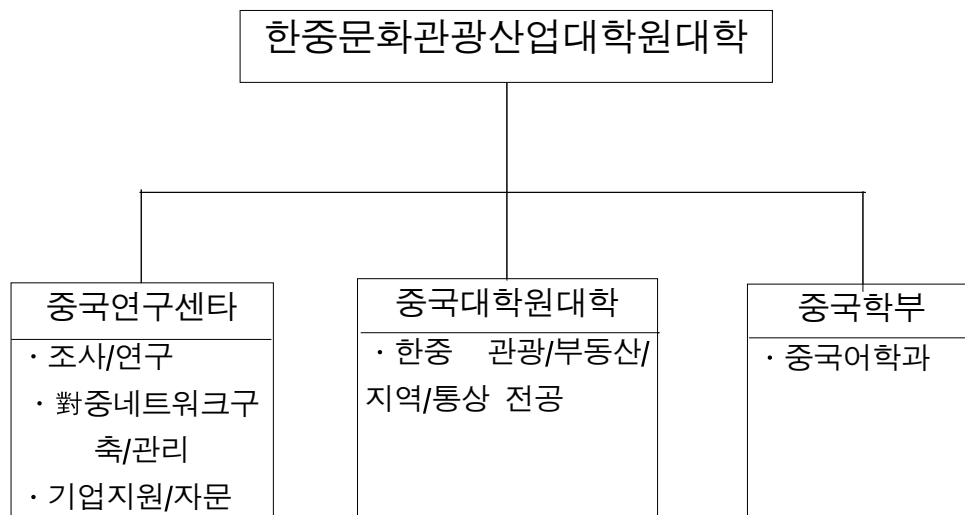 한중문화관광산업대학원대학
중국연구센타
· 조사/연구
· 對중네트워크구
축/관리
· 기업지원/자문
중국대학원대학
· 한중 관광/부동산/
지역/통상 전공
중국학부
· 중국어학과